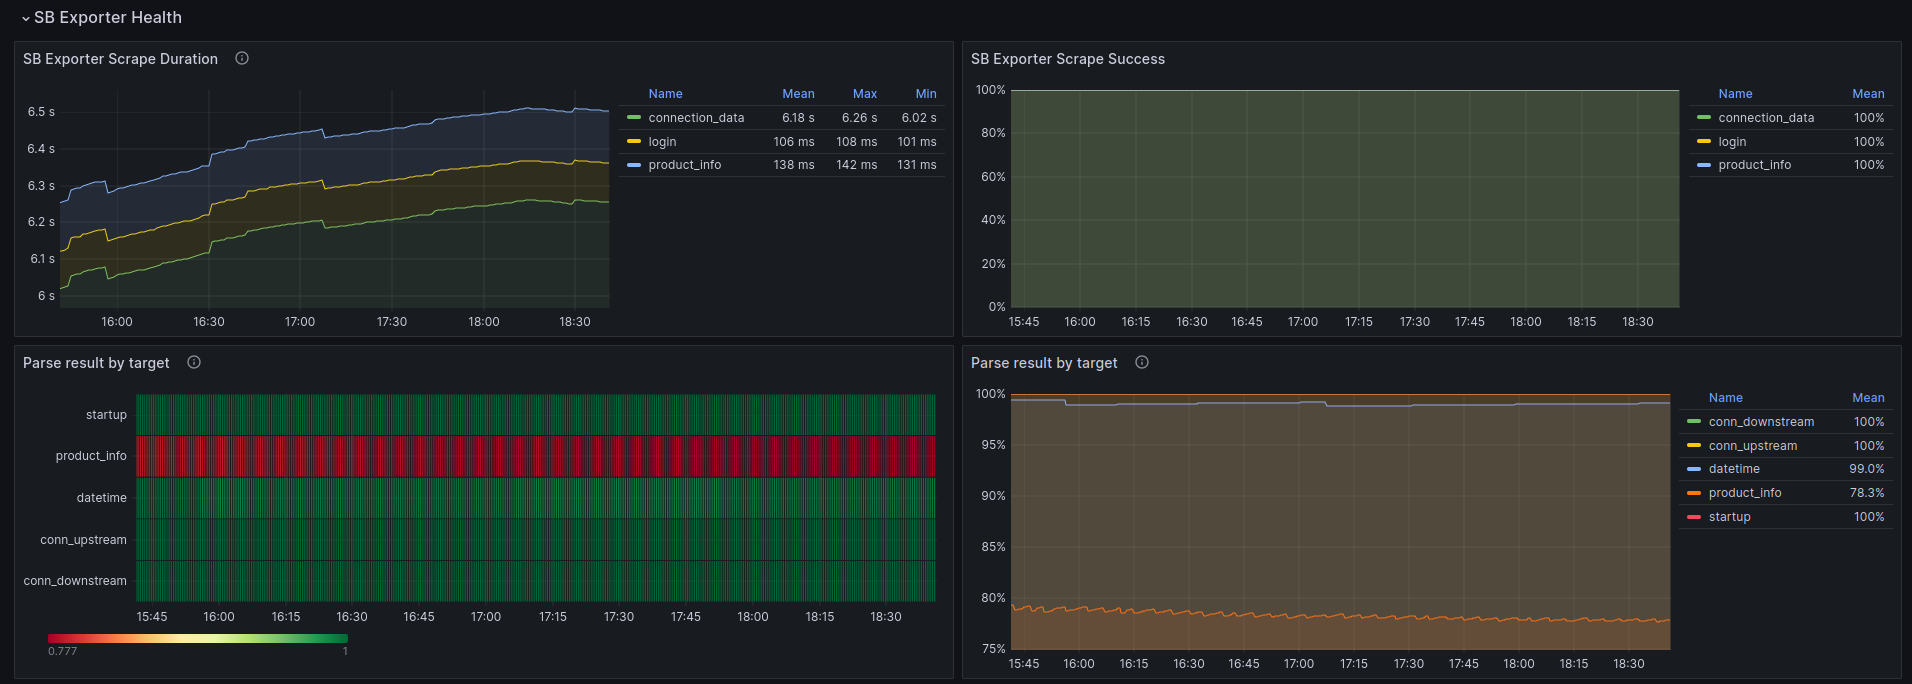 SB Exporter Health
SB Exporter Scrape Duration
6.5 s
6.4 s
6.3 s
6.2 s
6.1 s
6 s
16:00 16:30 17:00 17:30 18:00 18:30
Name Mean Max Min
connection_data 6.18 s 6.26 s 6.02 s
login 106 ms 108 ms 101 ms
product_info 138 ms 142 ms 131 ms
SB Exporter Scrape Success
100%
80%
60%
40%
20%
0%
15:45 16:00 16:15 16:30 16:45 17:00 17:15 17:30 17:45 18:00 18:15 18:30
Name Mean
connection_data 100%
login 100%
product_info 100%
Parse result by target
startup
product_info
datetime
conn_upstream
conn_downstream
15:45 16:00 16:15 16:30 16:45 17:00 17:15 17:30 17:45 18:00 18:15 18:30
0.777 1
Parse result by target
100%
95%
90%
85%
80%
75%
15:45 16:00 16:15 16:30 16:45 17:00 17:15 17:30 17:45 18:00 18:15 18:30
Name Mean
conn_downstream 100%
conn_upstream 100%
datetime 99.0%
product_info 78.3%
startup 100%